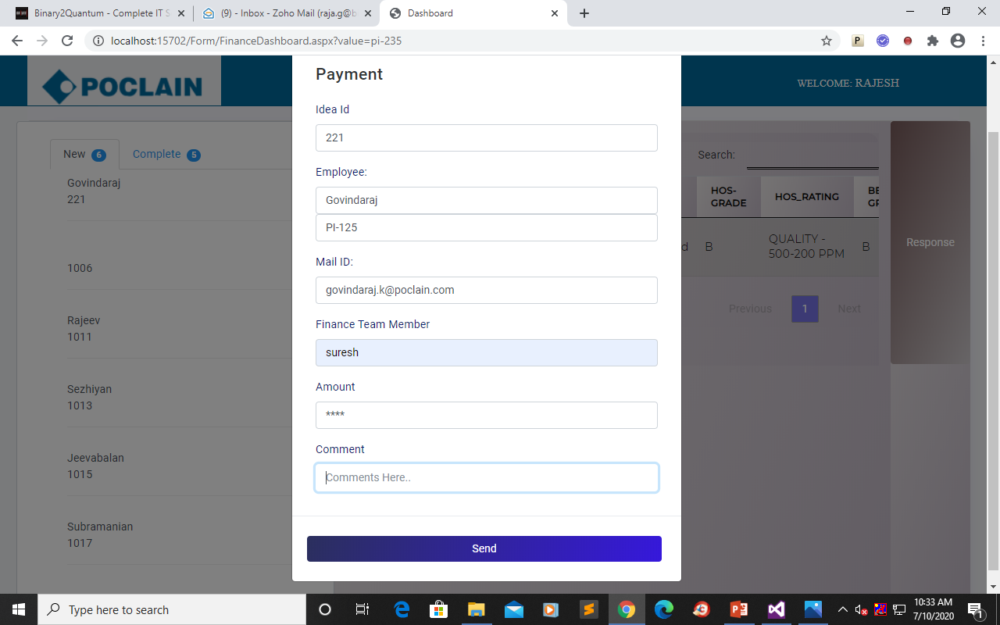 Binary2Quantum - Complete IT S
(9) - Inbox - Zoho Mail (raja.g@b
Dashboard
localhost:15702/Form/FinanceDashboard.aspx?value=pi-235
P
POCLAIN
WELCOME: RAJESH
New 6
Complete 5
Govindaraj
221
1006
Rajeev
1011
Sezhiyan
1013
Jeevabalan
1015
Subramanian
1017
Payment
Idea Id
221
Employee:
Govindaraj
PI-125
Mail ID:
govindaraj.k@poclain.com
Finance Team Member
suresh
Amount
****
Comment
Comments Here..
Send
Search:
HOS-
GRADE
HOS_RATING
BE
GR
d
B
QUALITY -
500-200 PPM
B
Previous
1
Next
Response
Type here to search
10:33 AM
7/10/2020
1